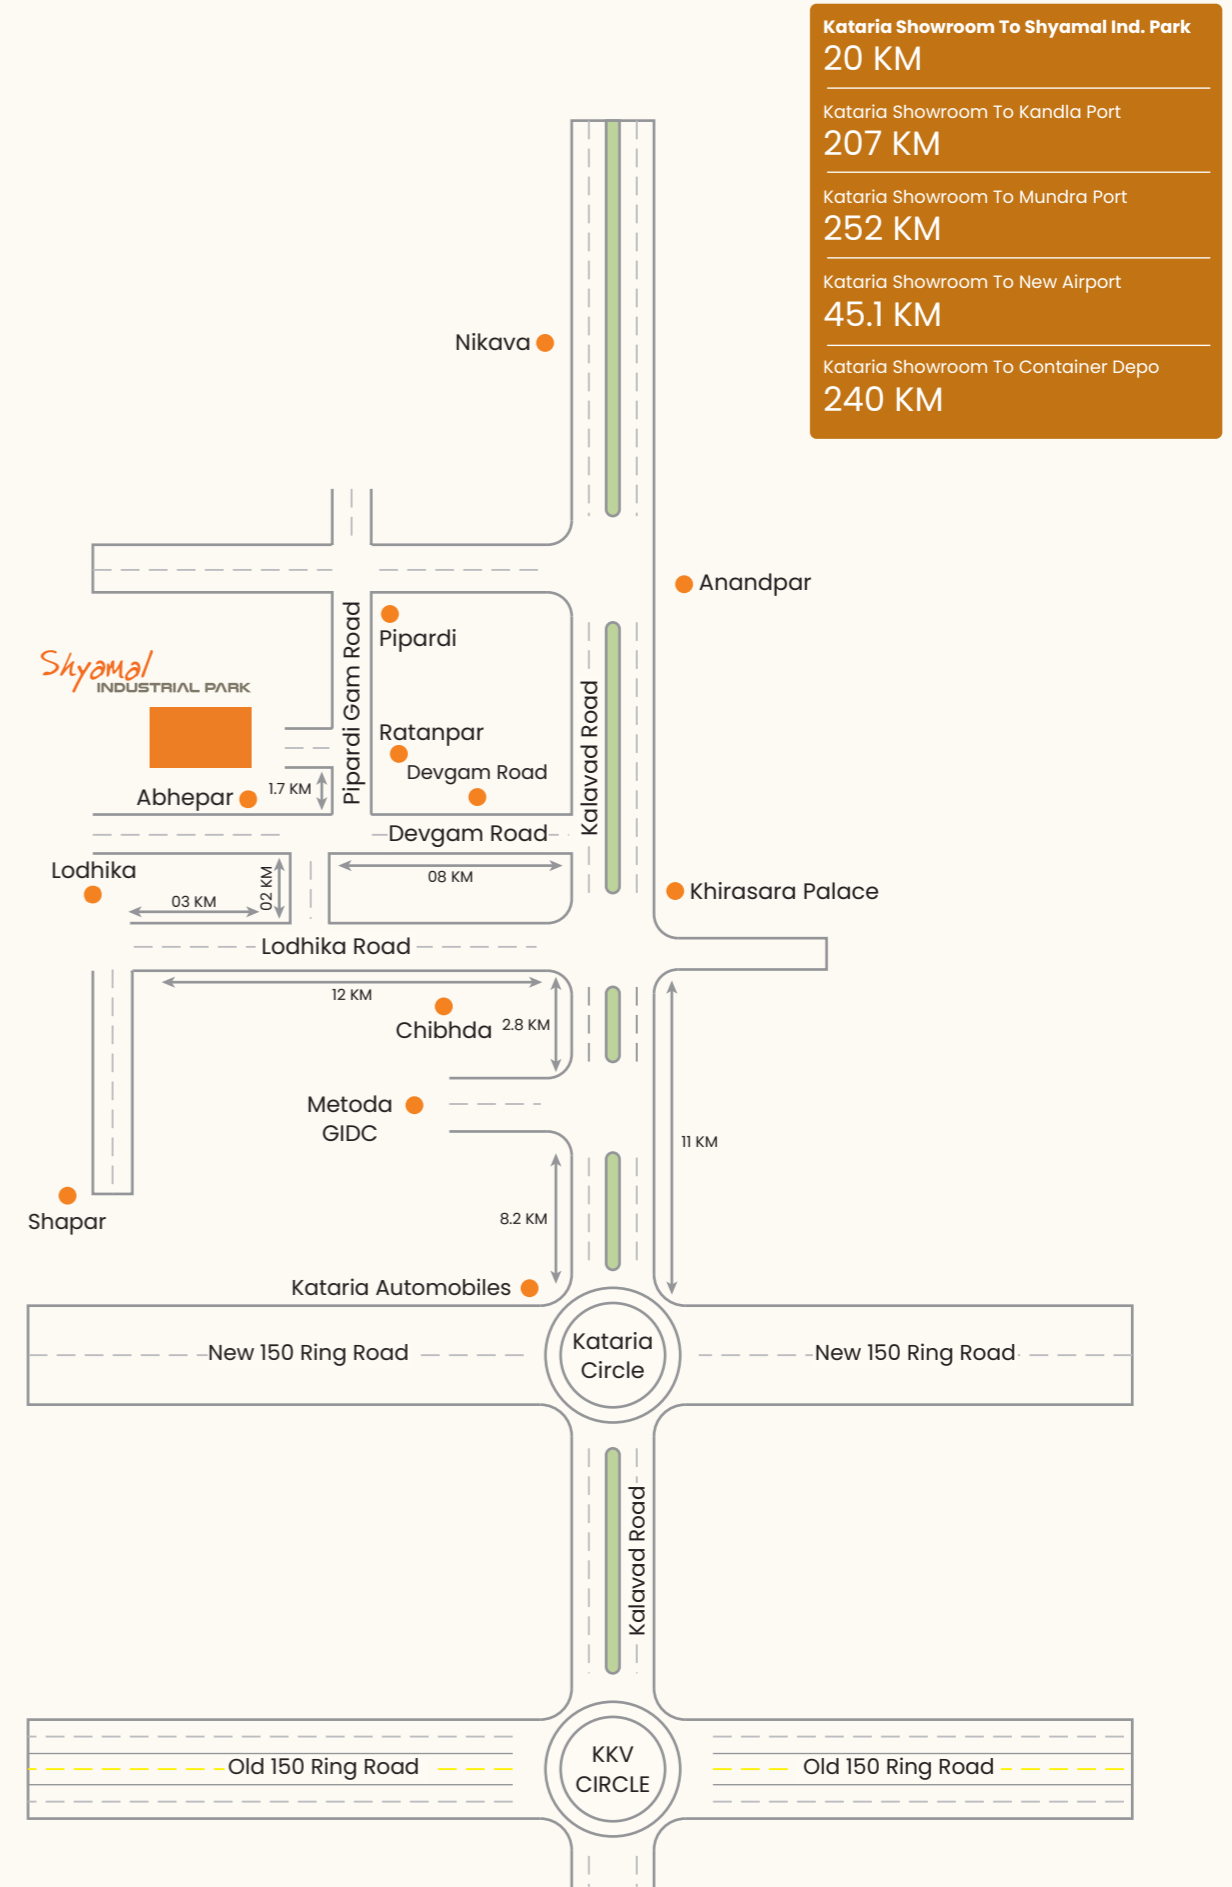 Kataria Showroom To Shyamal Ind. Park
20 KM
Kataria Showroom To Kandla Port
207 KM
Kataria Showroom To Mundra Port
252 KM
Kataria Showroom To New Airport
45.1 KM
Kataria Showroom To Container Depo
240 KM
Nikava
Anandpar
Pipardi
Pipardi Gam Road
Shyamal
INDUSTRIAL PARK
Kalavad Road
Ratanpar
Devgam Road
1.7 KM
Abhepar
Devgam Road
Lodhika
08 KM
02 KM
03 KM
Khirasara Palace
Lodhika Road
12 KM
Chibhda
2.8 KM
Metoda
GIDC
11 KM
8.2 KM
Shapar
Kataria Automobiles
New 150 Ring Road
Kataria
Circle
New 150 Ring Road
Kalavad Road
Old 150 Ring Road
KKV
CIRCLE
Old 150 Ring Road